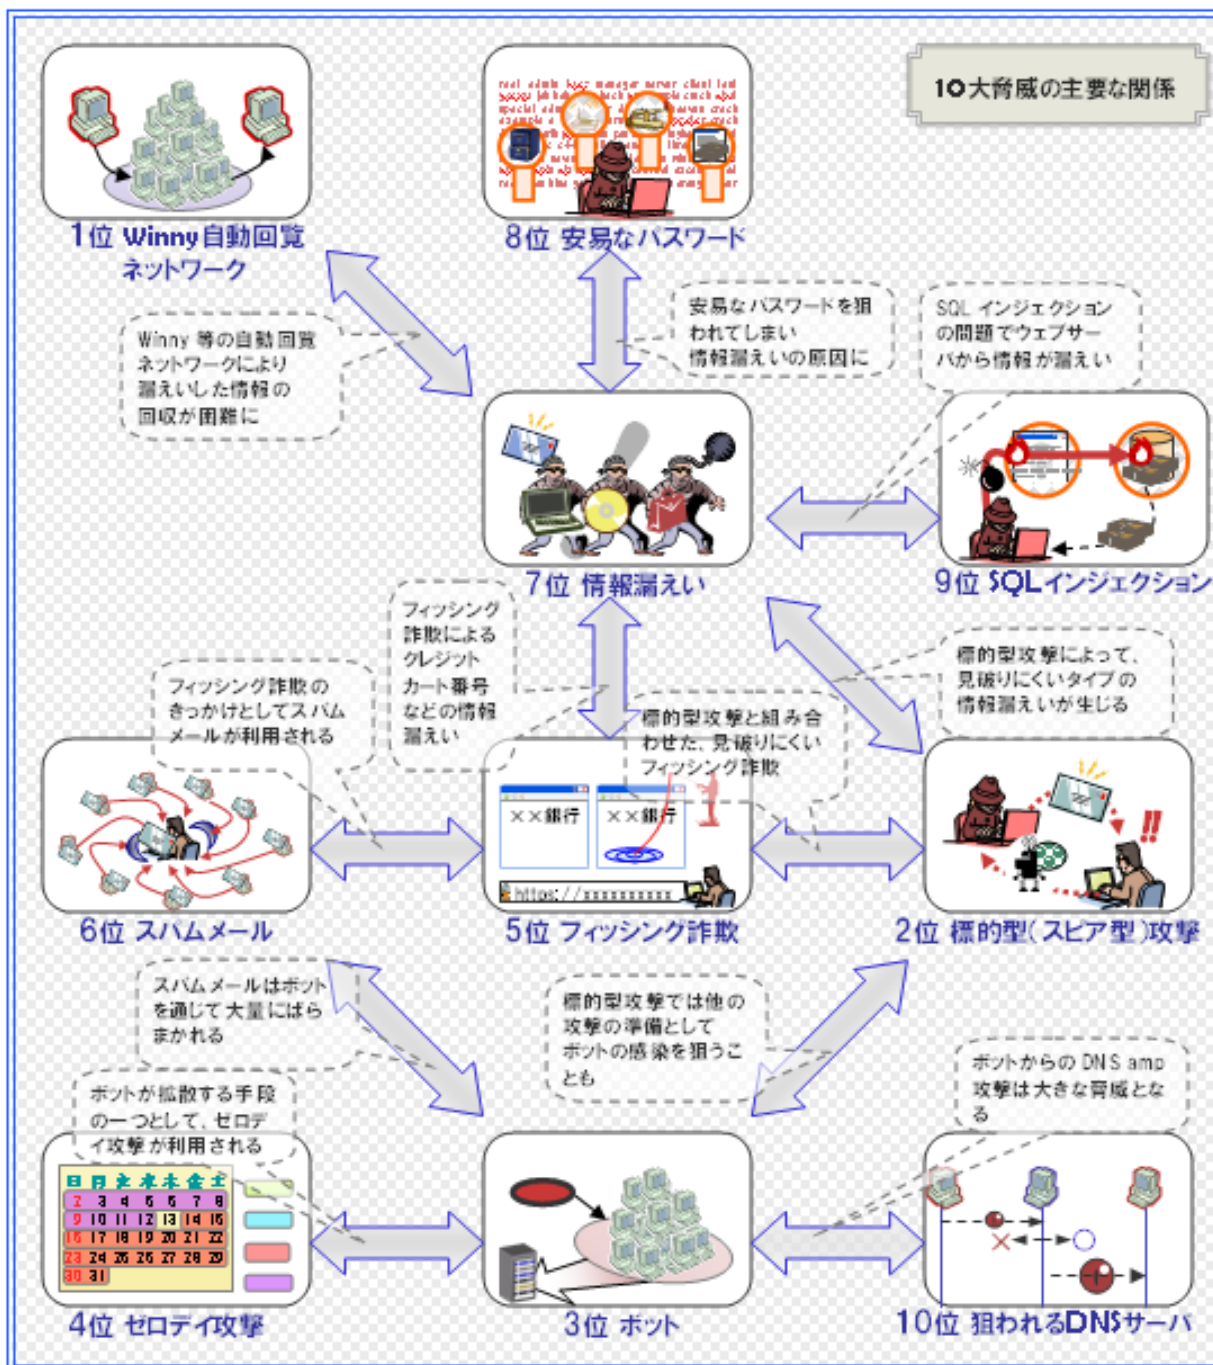 10大脅威の主要な関係
1位 Winny自動回覧
ネットワーク
8位 安易なパスワード
Winny 等の自動回覧
ネットワークにより
漏えいした情報の
回収が困難に
安易なパスワードを狙
われてしまい
情報漏えいの原因に
SQL インジェクション
の問題でウェブサー
バから情報が漏えい
7位 情報漏えい
9位 SQLインジェクション
フィッシング
詐欺による
クレジット
カート番号
などの情報
漏えい
標的型攻撃によって、
見破りにくいタイプの
情報漏えいが生じる
フィッシング詐欺の
きっかけとしてスパム
メールが利用される
標的型攻撃と組み合
わせた、見破りにくい
フィッシング詐欺
××銀行
××銀行
https://xxxxxxxxxx
!!
6位 スパムメール
5位 フィッシング詐欺
2位 標的型(スピア型)攻撃
スパムメールはボット
を通じて大量にばら
まかれる
標的型攻撃では他の
攻撃の準備として
ボットの感染を狙うこ
とも
ボットからの DNS amp
攻撃は大きな脅威とな
る
ボットが拡散する手段
の一つとして、ゼロデ
イ攻撃が利用される
日 月 火 水 木 金 土
2 3 4 5 6 7 8
9 10 11 12 13 14 15
16 17 18 19 20 21 22
23 24 25 26 27 28 29
30 31
4位 ゼロデイ攻撃
3位 ボット
10位 狙われるDNSサーバ